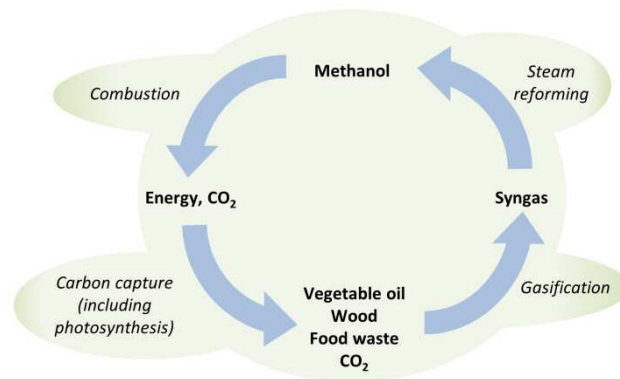 Methanol
Steam
reforming
Combustion
Energy, CO₂
Syngas
Carbon capture
(including
photosynthesis)
Vegetable oil
Wood
Food waste
CO₂
Gasification